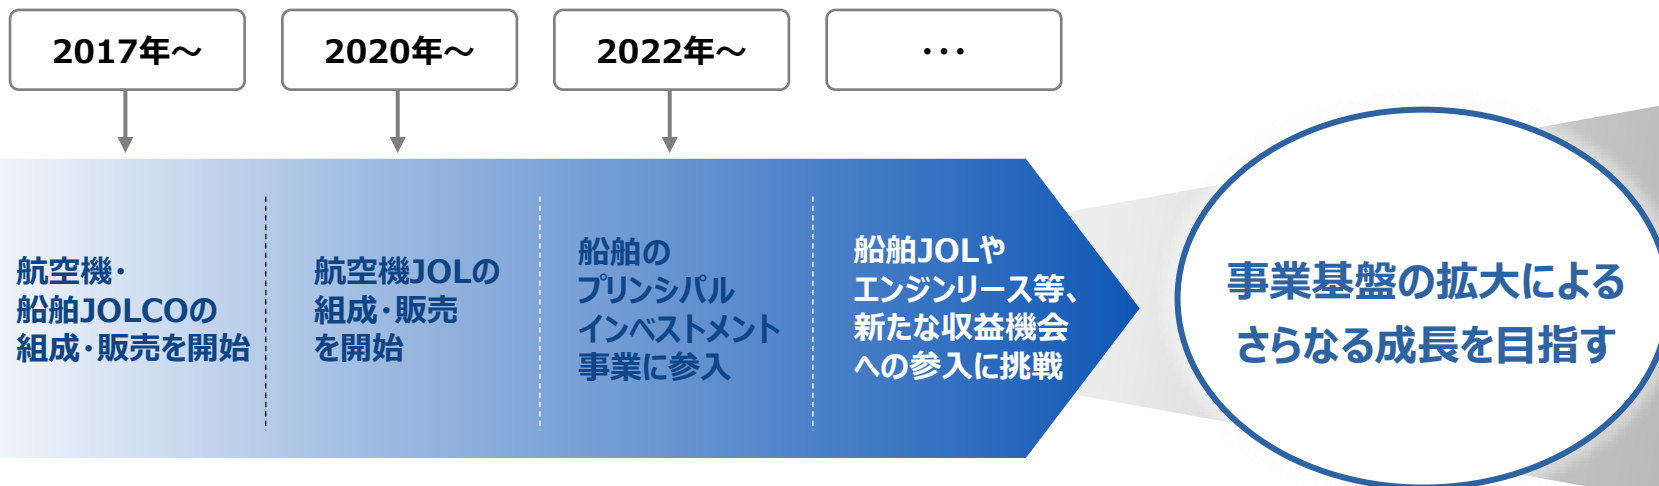 2017年～
2020年～
2022年～
･･･
航空機･
船舶JOLCOの
組成･販売を開始
航空機JOLの
組成･販売
を開始
船舶の
プリンシパル
インベストメント
事業に参入
船舶JOLや
エンジンリース等、
新たな収益機会
への参入に挑戦
事業基盤の拡大による
さらなる成長を目指す